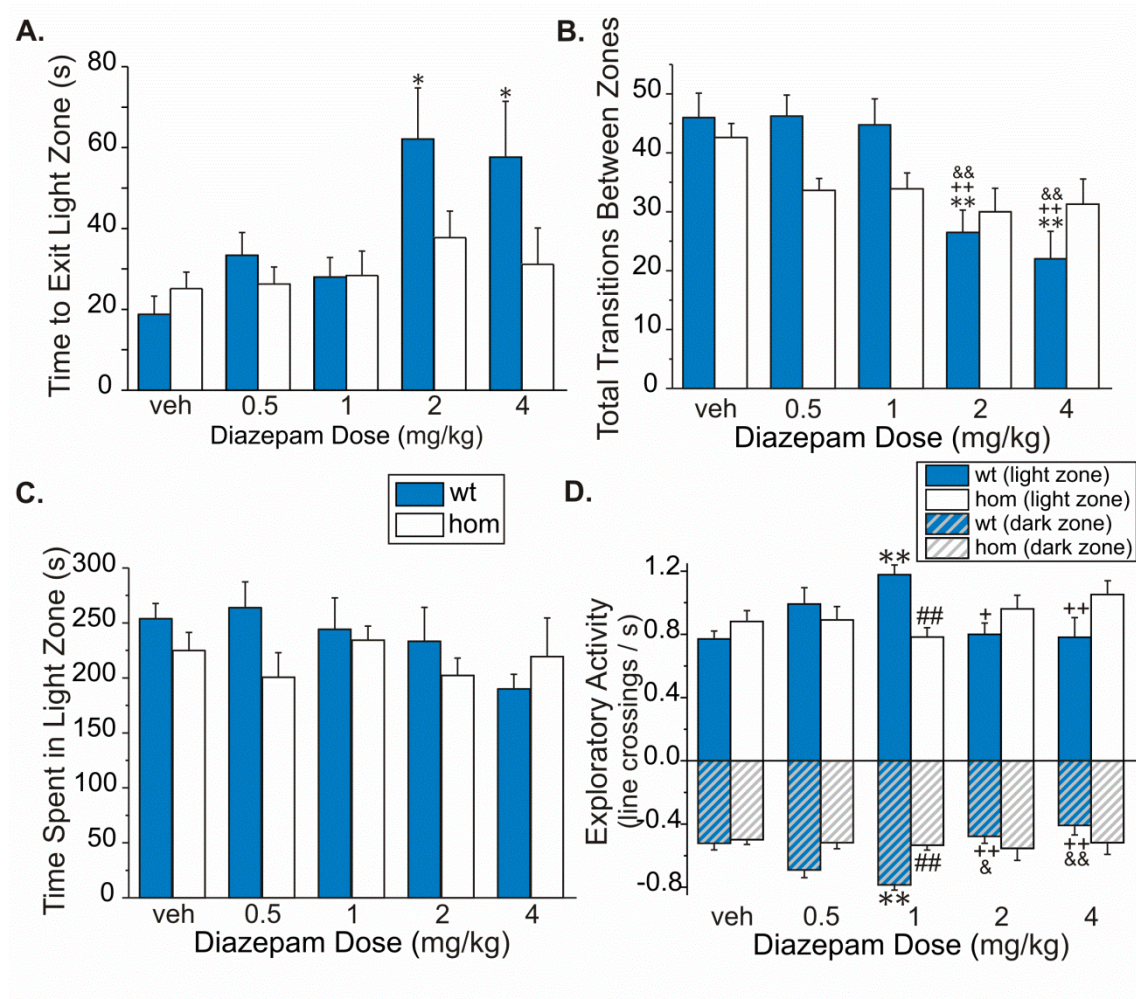 A.
Time to Exit Light Zone (s)
80
60
40
20
0
* *
veh 0.5 1 2 4
Diazepam Dose (mg/kg)
B.
Total Transitions Between Zones
50
40
30
20
10
0
&&
++
**
&&
++
**
veh 0.5 1 2 4
Diazepam Dose (mg/kg)
C.
wt
hom
Time Spent in Light Zone (s)
300
250
200
150
100
50
0
veh 0.5 1 2 4
Diazepam Dose (mg/kg)
D.
wt (light zone)
hom (light zone)
wt (dark zone)
hom (dark zone)
Exploratory Activity
(line crossings / s)
1.2
0.8
0.4
0.0
-0.4
-0.8
**
##
+
++
##
**
++
&
++
&&
veh 0.5 1 2 4
Diazepam Dose (mg/kg)